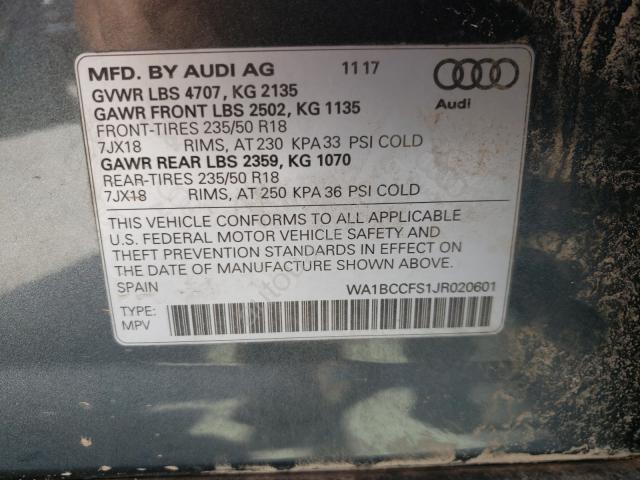 MFD. BY AUDI AG 11 17
GVWR LBS 4707, KG 2135
GAWR FRONT LBS 2502, KG 1135
FRONT-TIRES 235/50 R18
7JX18 RIMS, AT 230 KPA 33 PSI COLD
GAWR REAR LBS 2359, KG 1070
REAR-TIRES 235/50 R18
7JX18 RIMS, AT 250 KPA 36 PSI COLD
Audi
THIS VEHICLE CONFORMS TO ALL APPLICABLE
U.S. FEDERAL MOTOR VEHICLE SAFETY AND
THEFT PREVENTION STANDARDS IN EFFECT ON
THE DATE OF MANUFACTURE SHOWN ABOVE.
SPAIN WA1BCCFS1JR020601
TYPE:
MPV